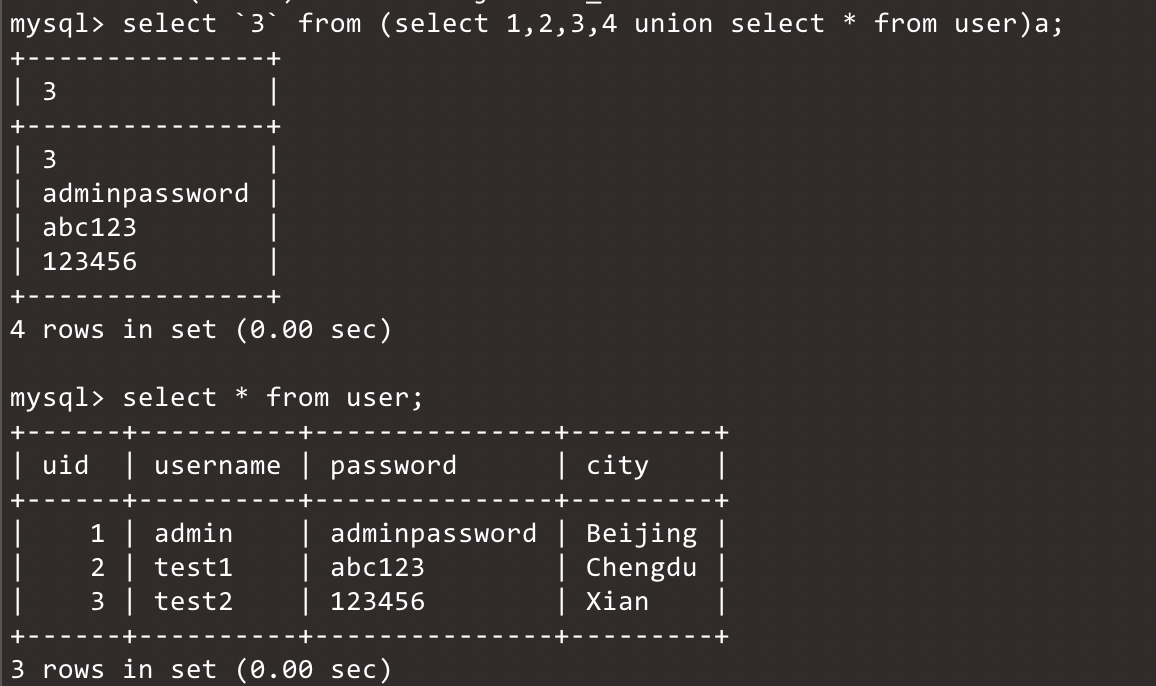 mysql> select `3` from (select 1,2,3,4 union select * from user)a;
+---------------+
| 3             |
+---------------+
| 3             |
| adminpassword |
| abc123        |
| 123456        |
+---------------+
4 rows in set (0.00 sec)
mysql> select * from user;
+------+----------+---------------+---------+
| uid  | username | password      | city    |
+------+----------+---------------+---------+
|    1 | admin    | adminpassword | Beijing |
|    2 | test1    | abc123        | Chengdu |
|    3 | test2    | 123456        | Xian    |
+------+----------+---------------+---------+
3 rows in set (0.00 sec)